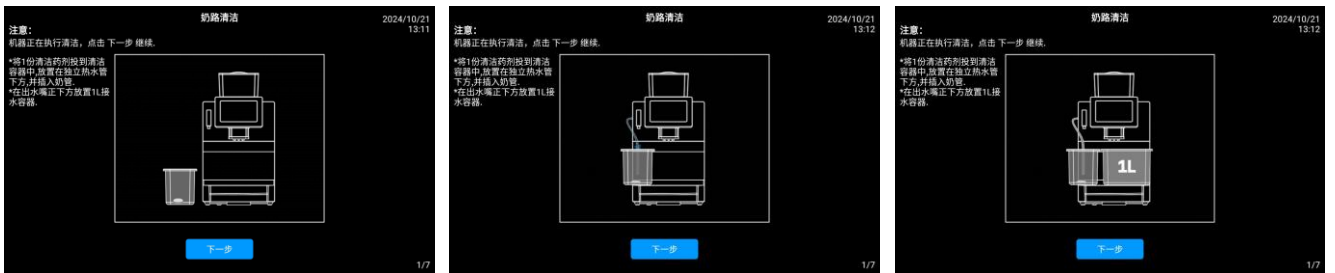 奶路清洁
2024/10/21
13:11
注意：
机器正在执行清洁，点击 下一步 继续.
*将1份清洁药剂投到清洁
容器中,放置在独立热水管
下方,并插入奶管.
*在出水嘴正下方放置1L接
水容器.
下一步
1/7
奶路清洁
2024/10/21
13:12
注意：
机器正在执行清洁，点击 下一步 继续.
*将1份清洁药剂投到清洁
容器中,放置在独立热水管
下方,并插入奶管.
*在出水嘴正下方放置1L接
水容器.
下一步
1/7
奶路清洁
2024/10/21
13:12
注意：
机器正在执行清洁，点击 下一步 继续.
*将1份清洁药剂投到清洁
容器中,放置在独立热水管
下方,并插入奶管.
*在出水嘴正下方放置1L接
水容器.
1L
下一步
1/7